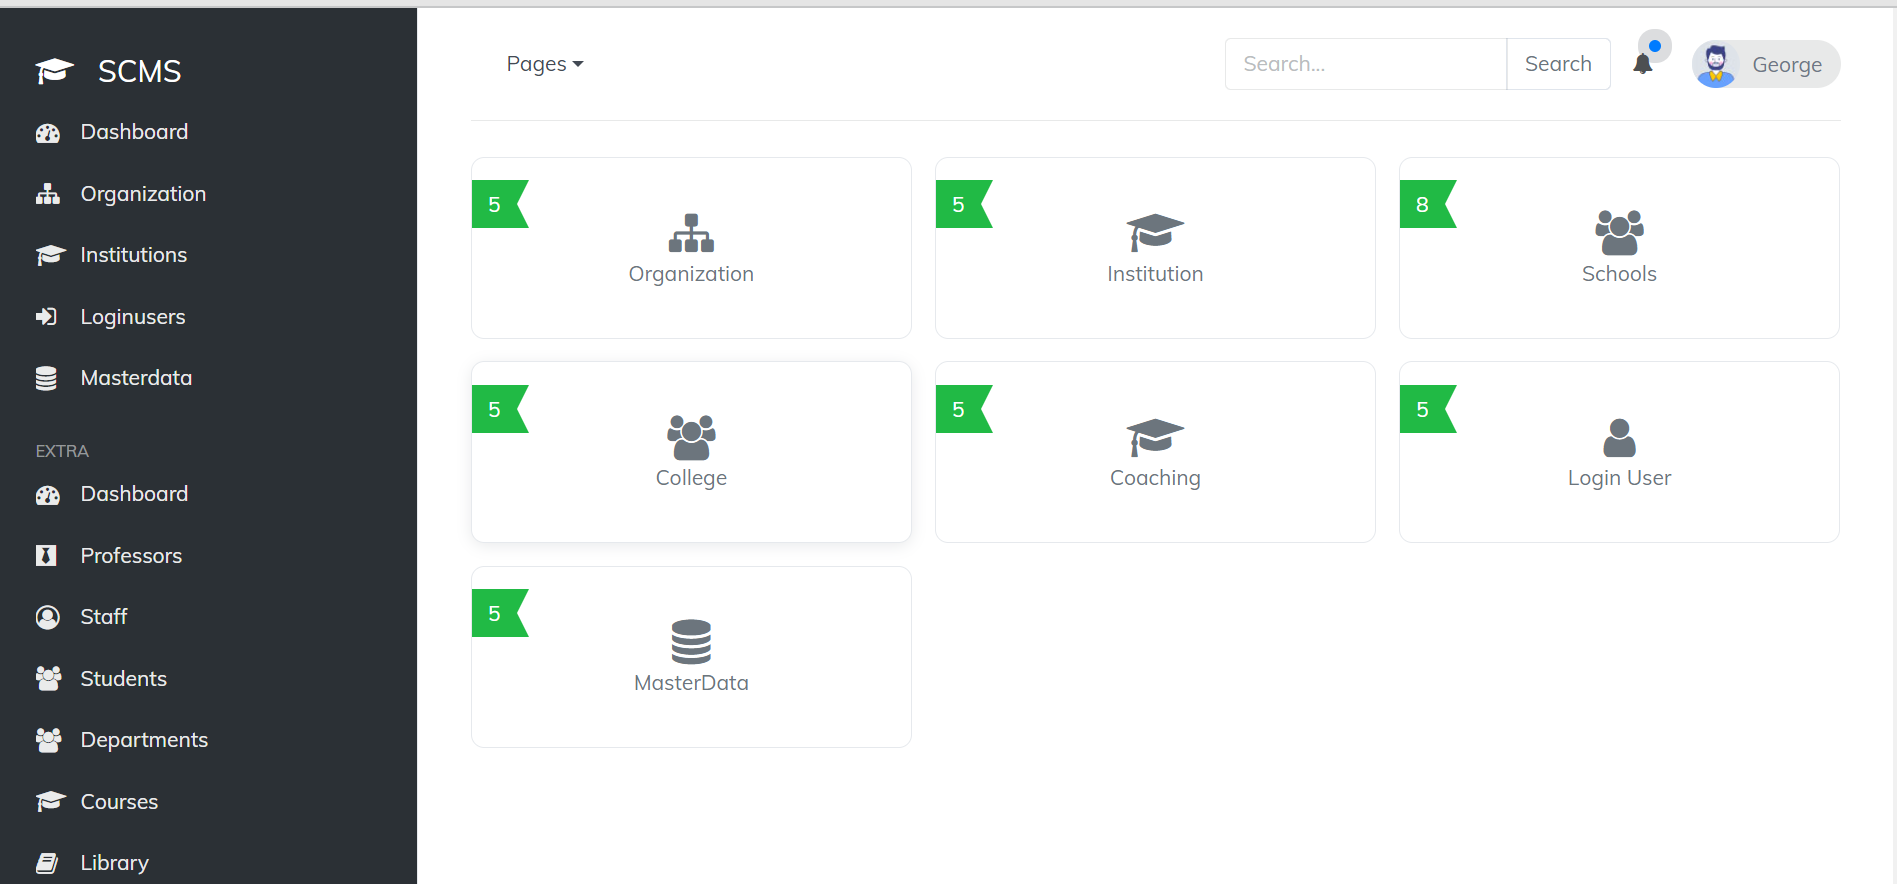 SCMS
Dashboard
Organization
Institutions
Loginusers
Masterdata
EXTRA
Dashboard
Professors
Staff
Students
Departments
Courses
Library
Pages
Search...
Search
George
5
Organization
5
Institution
8
Schools
5
College
5
Coaching
5
Login User
5
MasterData